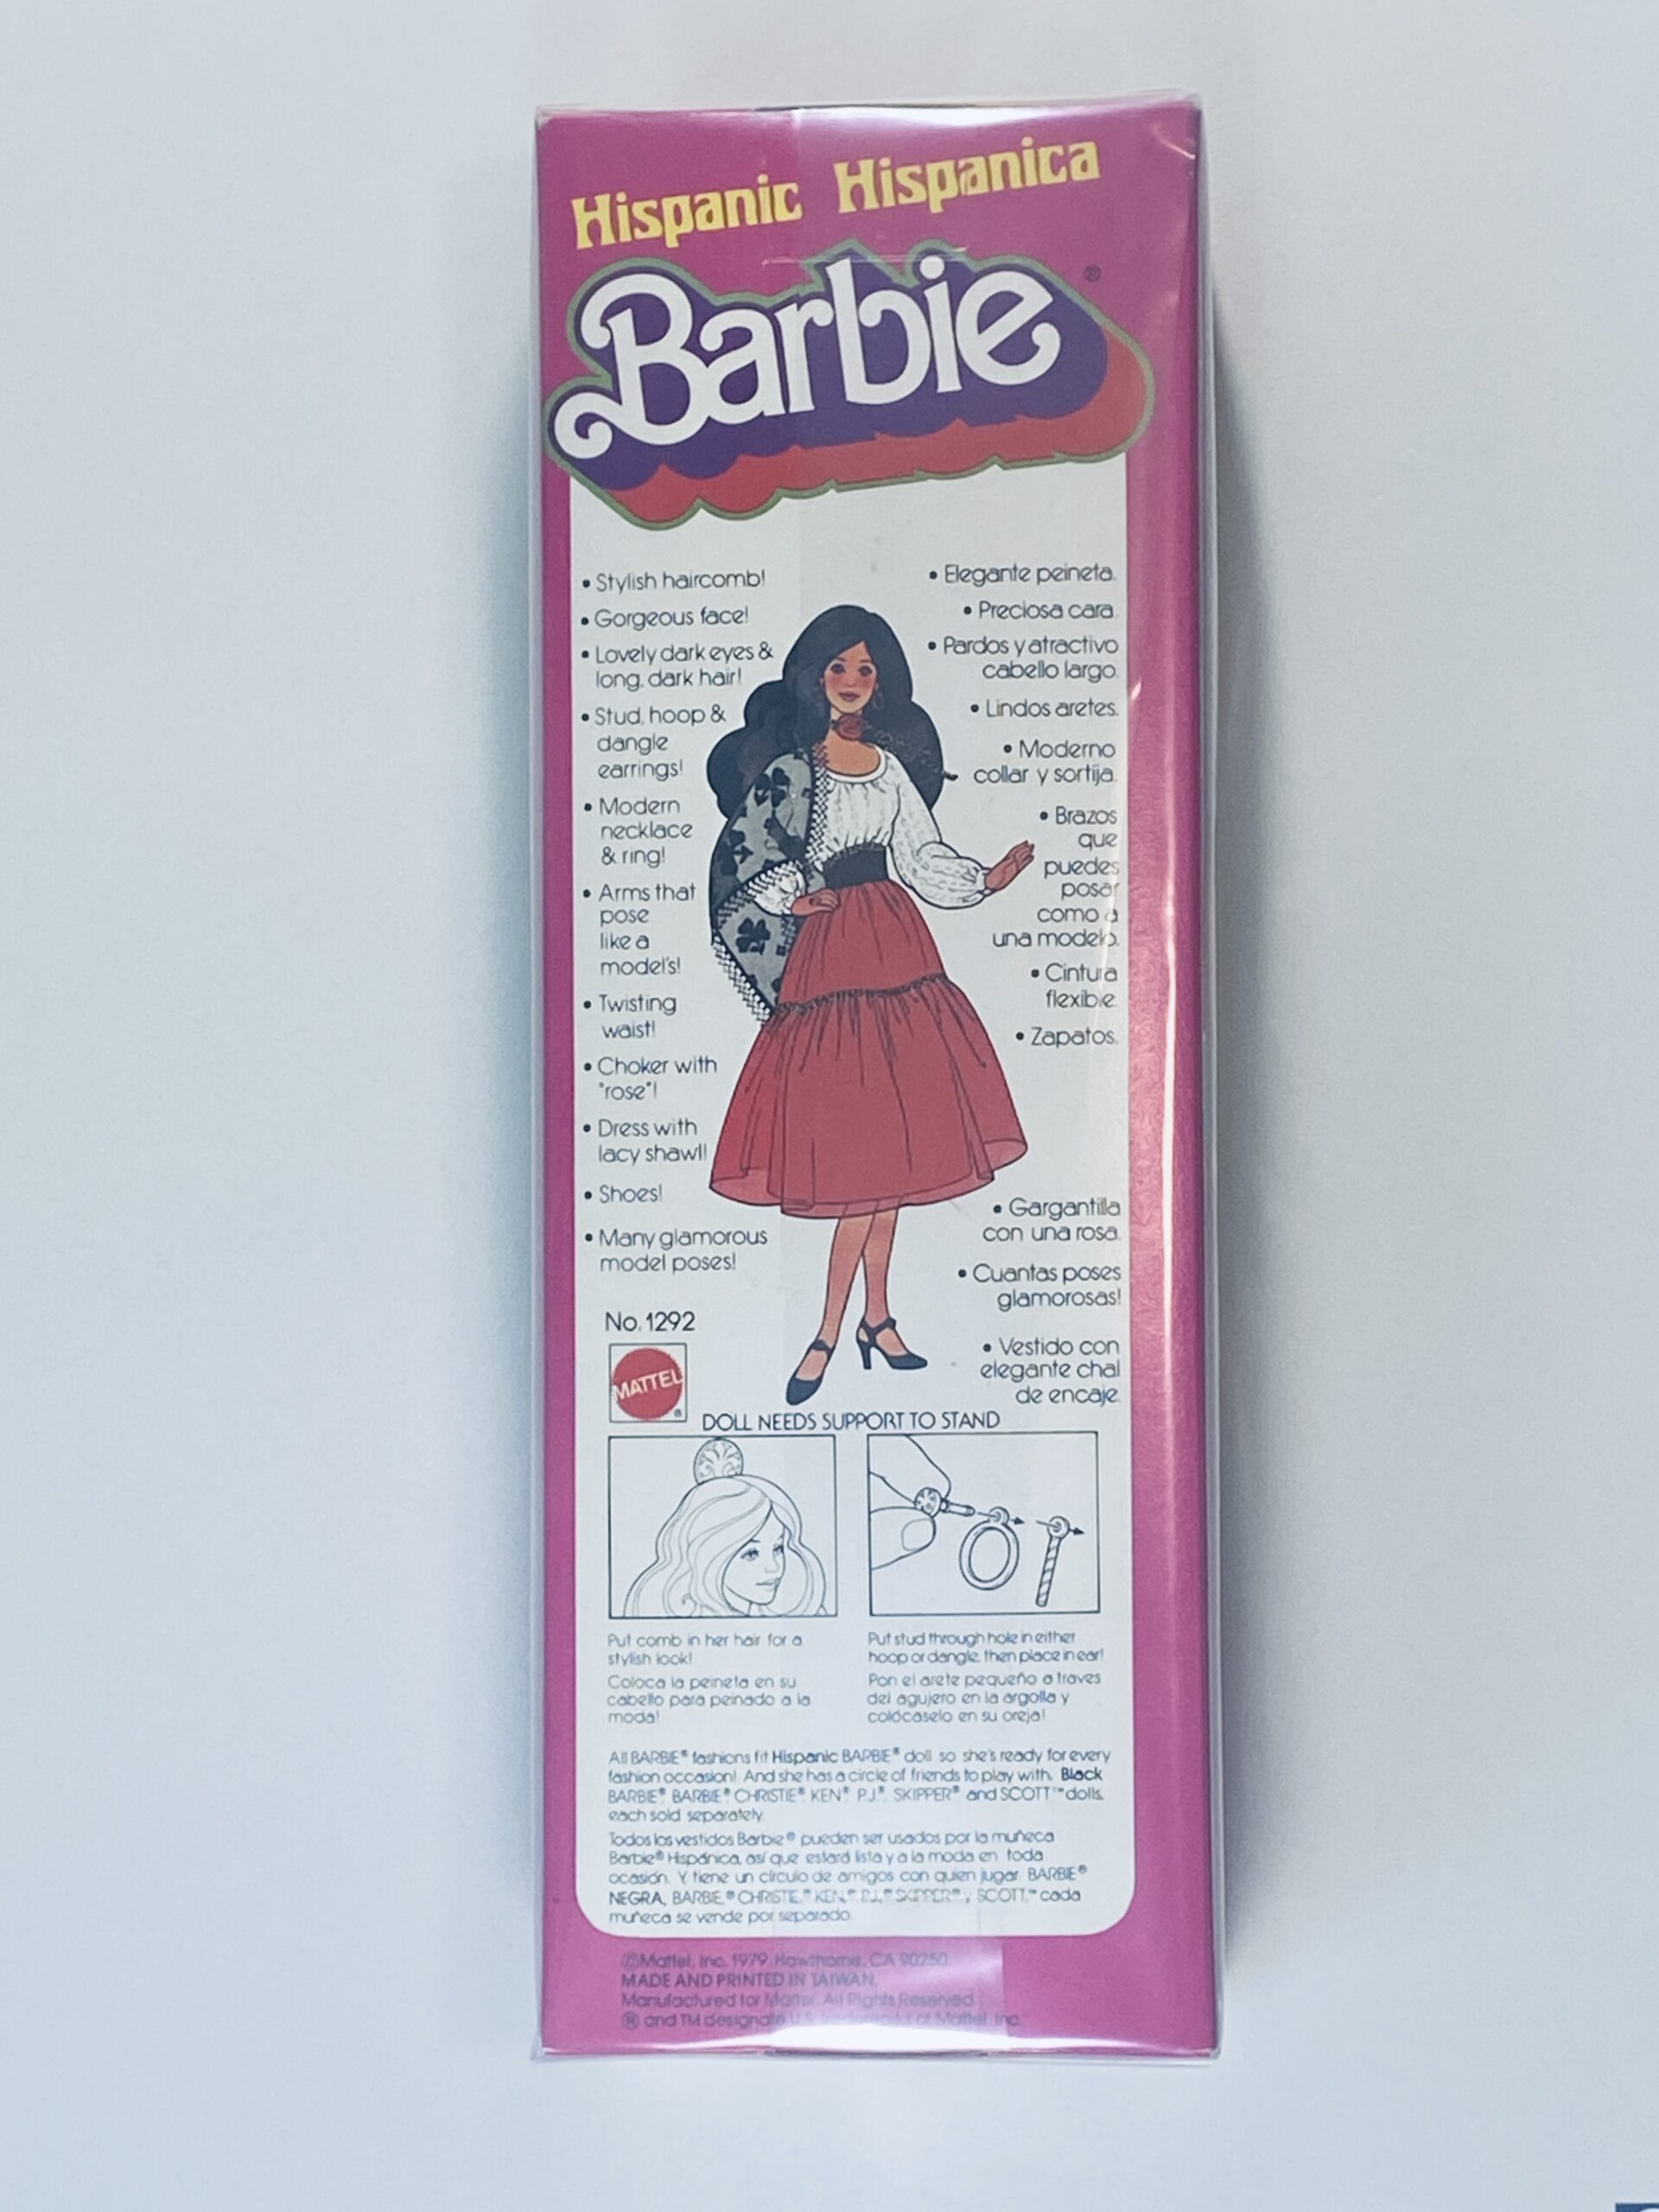 Hispanic Hispanica
Barbie®
• Stylish haircomb!
• Gorgeous face!
• Lovely dark eyes &
long, dark hair!
• Stud, hoop &
dangle
earrings!
• Modern
necklace
& ring!
• Arms that
pose
like a
model's!
• Twisting
waist!
• Choker with
"rose"!
• Dress with
lacy shawl!
• Shoes!
• Many glamorous
model poses!
• Elegante peineta.
• Preciosa cara.
• Pardos y atractivo
cabello largo.
• Lindos aretes.
• Moderno
collar y sortija.
• Brazos
que
puedes
posar
como a
una modelo.
• Cintura
flexible.
• Zapatos.
• Gargantilla
con una rosa.
• Cuantas poses
glamorosas!
• Vestido con
elegante chal
de encaje.
No. 1292
MATTEL®
DOLL NEEDS SUPPORT TO STAND
Put comb in her hair for a
stylish look!
Coloca la peineta en su
cabello para peinado a la
moda!
Put stud through hole in either
hoop or dangle, then place in ear!
Pon el arete pequeño a traves
del agujero en la argolla y
colócaselo en su oreja!
All BARBIE® fashions fit Hispanic BARBIE® doll so she's ready for every
fashion occasion! And she has a circle of friends to play with. Black
BARBIE®, BARBIE®, CHRISTIE®, KEN®, P.J.®, SKIPPER® and SCOTT™ dolls,
each sold separately.
Todos los vestidos Barbie® pueden ser usados por la muñeca
Barbie® Hispánica, así que estará lista y a la moda en toda
ocasión. Y tiene un círculo de amigos con quien jugar. BARBIE®
NEGRA, BARBIE,® CHRISTIE,® KEN,® P.J.,® SKIPPER® y SCOTT,™ cada
muñeca se vende por separado.
©Mattel, Inc. 1979 Hawthorne, CA 90250
MADE AND PRINTED IN TAIWAN.
Manufactured for Mattel. All Rights Reserved.
® and TM designate U.S. trademarks of Mattel, Inc.